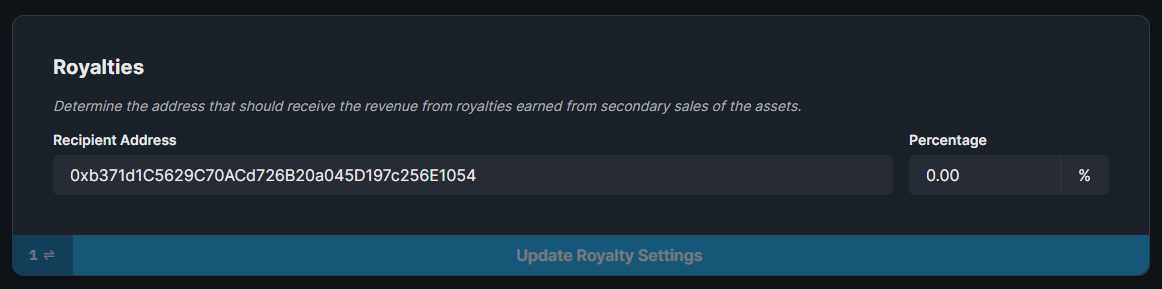 Royalties
Determine the address that should receive the revenue from royalties earned from secondary sales of the assets.
Recipient Address
Percentage
0xb371d1C5629C70ACd726B20a045D197c256E1054
0.00
%
1 ⇌
Update Royalty Settings